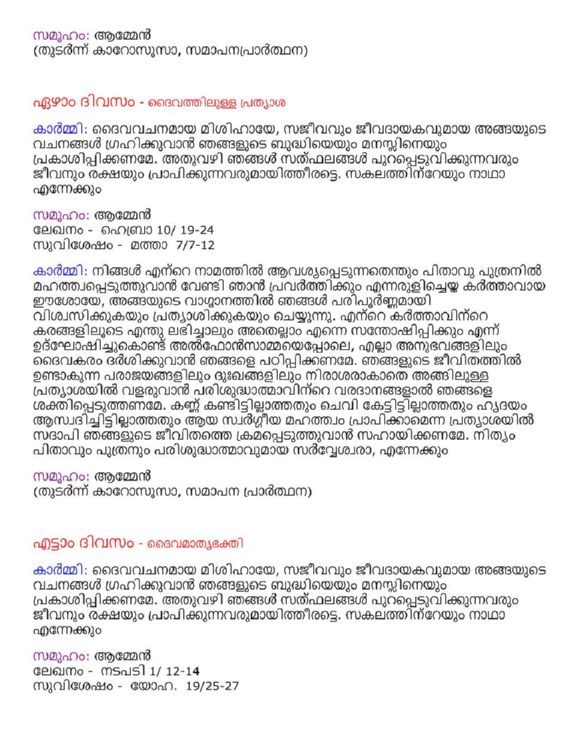 സമൂഹം: ആമ്മേൻ
(തുടർന്ന് കാറോസൂസാ, സമാപനപ്രാർത്ഥന)
ഏഴാം ദിവസം - ദൈവത്തിലുള്ള പ്രത്യാശ
കാർമ്മി: ദൈവവചനമായ മിശിഹായേ, സജീവവും ജീവദായകവുമായ അങ്ങയുടെ
വചനങ്ങൾ ഗ്രഹിക്കുവാൻ ഞങ്ങളുടെ ബുദ്ധിയെയും മനസ്സിനെയും
പ്രകാശിപ്പിക്കണമേ. അതുവഴി ഞങ്ങൾ സത്ഫലങ്ങൾ പുറപ്പെടുവിക്കുന്നവരും
ജീവനും രക്ഷയും പ്രാപിക്കുന്നവരുമായിത്തീരട്ടെ. സകലത്തിൻറേയും നാഥാ
എന്നേക്കും
സമൂഹം: ആമ്മേൻ
ലേഖനം - ഹെബ്രാ 10/ 19-24
സുവിശേഷം - മത്താ 7/7-12
കാർമ്മി: നിങ്ങൾ എൻറെ നാമത്തിൽ ആവശ്യപ്പെടുന്നതെന്തും പിതാവു പുത്രനിൽ
മഹത്ത്വപ്പെടുത്തുവാൻ വേണ്ടി ഞാൻ പ്രവർത്തിക്കും എന്നരുളിച്ചെയ്ത കർത്താവായ
ഈശോയേ, അങ്ങയുടെ വാഗ്ദാനത്തിൽ ഞങ്ങൾ പരിപൂർണ്ണമായി
വിശ്വസിക്കുകയും പ്രത്യാശിക്കുകയും ചെയ്യുന്നു. എൻറെ കർത്താവിൻറെ
കരങ്ങളിലൂടെ എന്തു ലഭിച്ചാലും അതെല്ലാം എന്നെ സന്തോഷിപ്പിക്കും എന്ന്
ഉദ്ഘോഷിച്ചുകൊണ്ട് അൽഫോൻസാമ്മയെപ്പോലെ, എല്ലാ അനുഭവങ്ങളിലും
ദൈവകരം ദർശിക്കുവാൻ ഞങ്ങളെ പഠിപ്പിക്കണമേ. ഞങ്ങളുടെ ജീവിതത്തിൽ
ഉണ്ടാകുന്ന പരാജയങ്ങളിലും ദുഃഖങ്ങളിലും നിരാശരാകാതെ അങ്ങിലുള്ള
പ്രത്യാശയിൽ വളരുവാൻ പരിശുദ്ധാത്മാവിൻറെ വരദാനങ്ങളാൽ ഞങ്ങളെ
ശക്തിപ്പെടുത്തണമേ. കണ്ണ് കണ്ടിട്ടില്ലാത്തതും ചെവി കേട്ടിട്ടില്ലാത്തതും ഹൃദയം
ആസ്വദിച്ചിട്ടില്ലാത്തതും ആയ സ്വർഗ്ഗീയ മഹത്ത്വം പ്രാപിക്കാമെന്ന പ്രത്യാശയിൽ
സദാപി ഞങ്ങളുടെ ജീവിതത്തെ ക്രമപ്പെടുത്തുവാൻ സഹായിക്കണമേ. നിത്യം
പിതാവും പുത്രനും പരിശുദ്ധാത്മാവുമായ സർവ്വേശ്വരാ, എന്നേക്കും
സമൂഹം: ആമ്മേൻ
(തുടർന്ന് കാറോസൂസാ, സമാപന പ്രാർത്ഥന)
എട്ടാം ദിവസം - ദൈവമാതൃഭക്തി
കാർമ്മി: ദൈവവചനമായ മിശിഹായേ, സജീവവും ജീവദായകവുമായ അങ്ങയുടെ
വചനങ്ങൾ ഗ്രഹിക്കുവാൻ ഞങ്ങളുടെ ബുദ്ധിയെയും മനസ്സിനെയും
പ്രകാശിപ്പിക്കണമേ. അതുവഴി ഞങ്ങൾ സത്ഫലങ്ങൾ പുറപ്പെടുവിക്കുന്നവരും
ജീവനും രക്ഷയും പ്രാപിക്കുന്നവരുമായിത്തീരട്ടെ. സകലത്തിൻറേയും നാഥാ
എന്നേക്കും
സമൂഹം: ആമ്മേൻ
ലേഖനം - നടപടി 1/ 12-14
സുവിശേഷം - യോഹ. 19/25-27